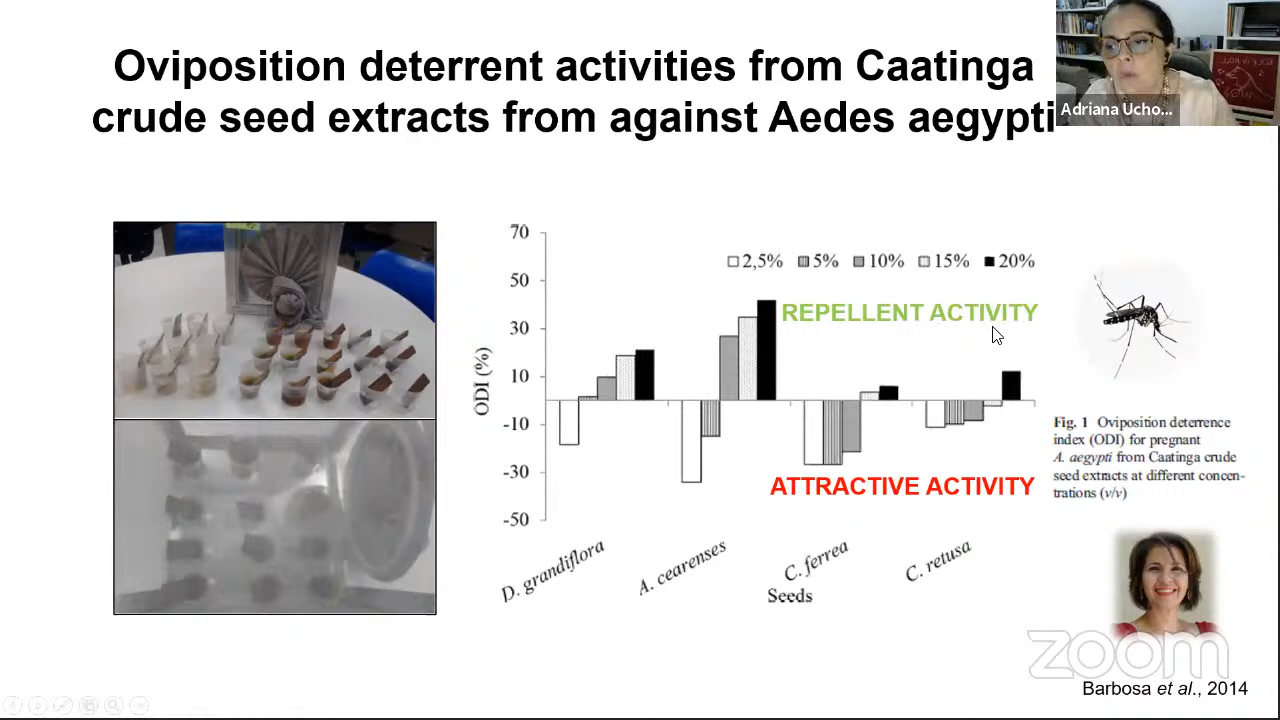 Oviposition deterrent activities from Caatinga
crude seed extracts from against Aedes aegypti
Adriana Ucho...
70
50
30
10
-10
-30
-50
ODI (%)
2,5% 5% 10% 15% 20%
REPELLENT ACTIVITY
ATTRACTIVE ACTIVITY
D. grandiflora
A. cearenses
C. ferrea
C. retusa
Seeds
Fig. 1 Oviposition deterrence
index (ODI) for pregnant
A. aegypti from Caatinga crude
seed extracts at different concen-
trations (v/v)
zoom
Barbosa et al., 2014